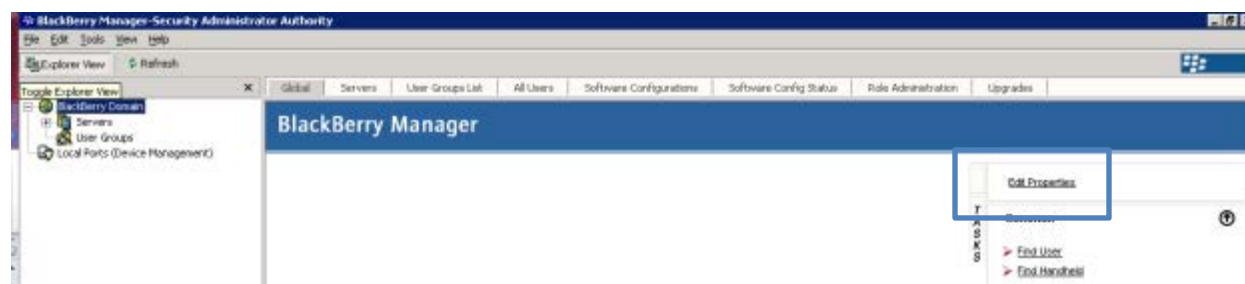 BlackBerry Manager-Security Administrator Authority
File Edit Tools View Help
Explorer View Refresh
Toggle Explorer View × Global Servers User Groups List All Users Software Configurations Software Config Status Role Administration Upgrades
BlackBerry Domain
Servers
User Groups
Local Ports (Device Management)
BlackBerry Manager
Edit Properties
TASKS
Find User
Find Handheld